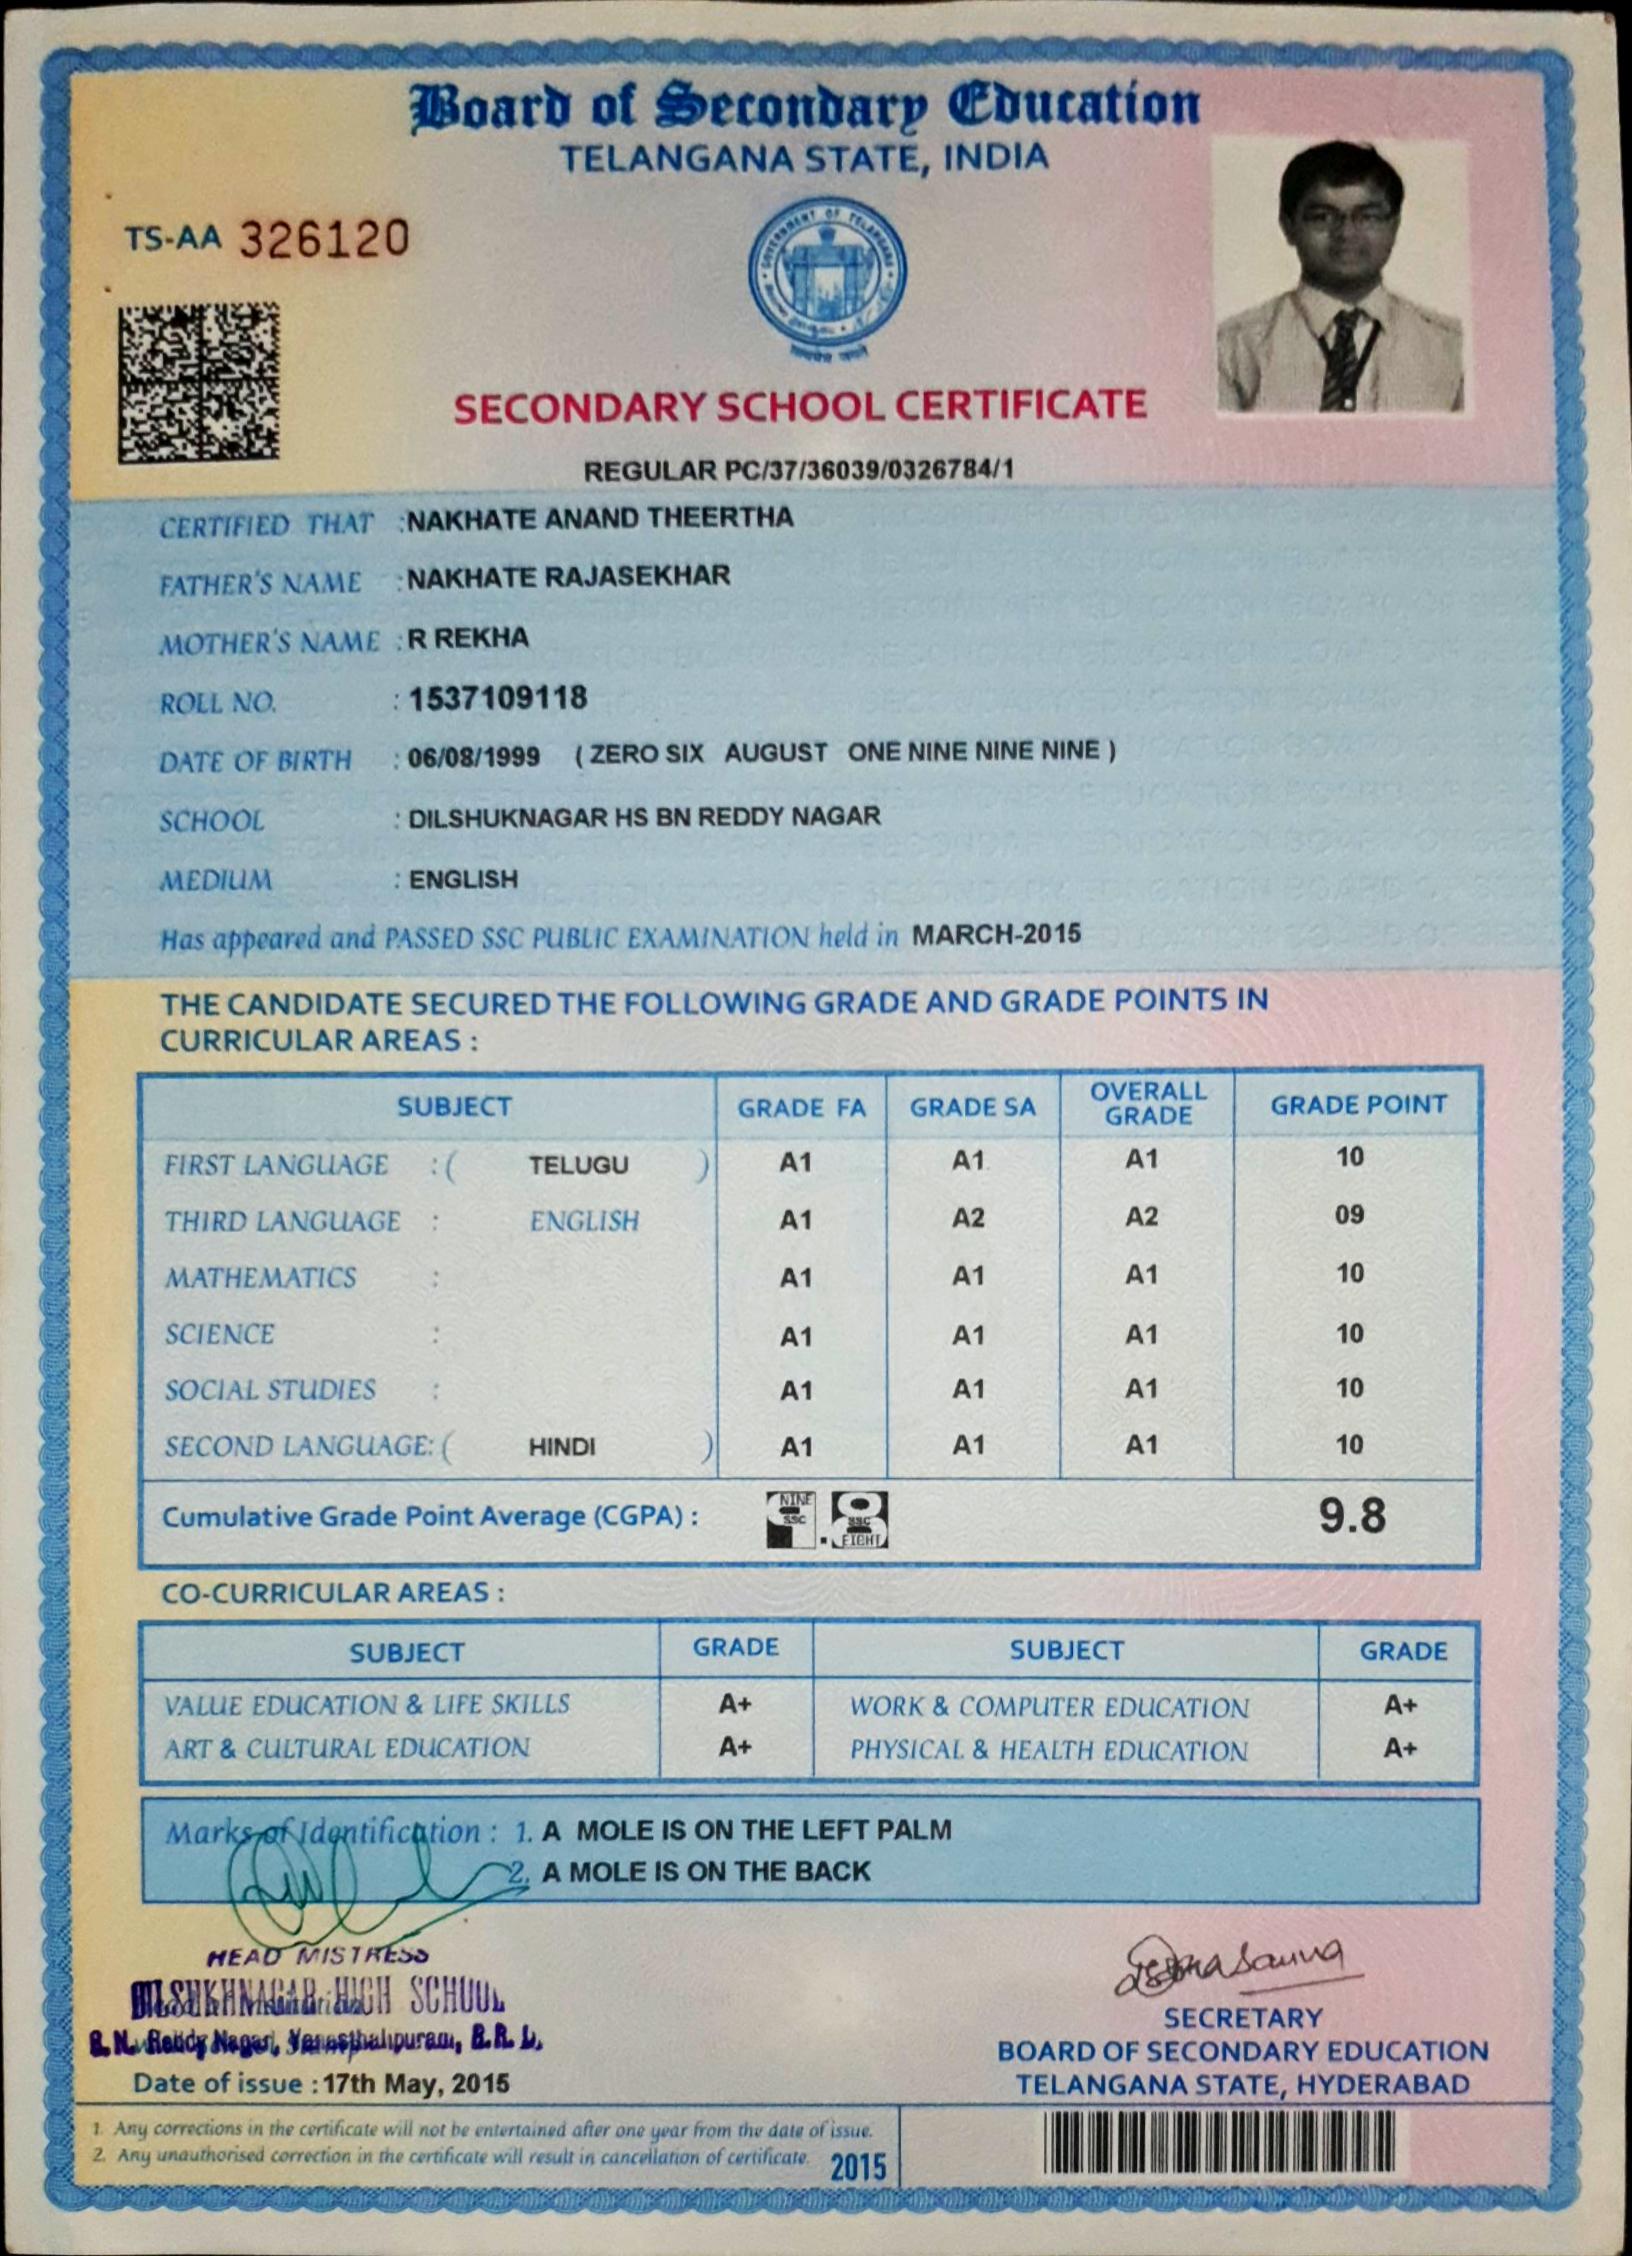 Board of Secondary Education
TELANGANA STATE, INDIA
TS-AA 326120
GOVERNMENT OF TELANGANA
SECONDARY SCHOOL CERTIFICATE
REGULAR PC/37/36039/0326784/1
CERTIFIED THAT : NAKHATE ANAND THEERTHA
FATHER'S NAME : NAKHATE RAJASEKHAR
MOTHER'S NAME : R REKHA
ROLL NO. : 1537109118
DATE OF BIRTH : 06/08/1999 ( ZERO SIX AUGUST ONE NINE NINE NINE )
SCHOOL : DILSHUKNAGAR HS BN REDDY NAGAR
MEDIUM : ENGLISH
Has appeared and PASSED SSC PUBLIC EXAMINATION held in MARCH-2015
THE CANDIDATE SECURED THE FOLLOWING GRADE AND GRADE POINTS IN
CURRICULAR AREAS :
SUBJECT GRADE FA GRADE SA OVERALL GRADE GRADE POINT
FIRST LANGUAGE : ( TELUGU ) A1 A1 A1 10
THIRD LANGUAGE : ENGLISH A1 A2 A2 09
MATHEMATICS : A1 A1 A1 10
SCIENCE : A1 A1 A1 10
SOCIAL STUDIES : A1 A1 A1 10
SECOND LANGUAGE: ( HINDI ) A1 A1 A1 10
Cumulative Grade Point Average (CGPA) : NINE SSC . SSC EIGHT 9.8
CO-CURRICULAR AREAS :
SUBJECT GRADE SUBJECT GRADE
VALUE EDUCATION & LIFE SKILLS A+ WORK & COMPUTER EDUCATION A+
ART & CULTURAL EDUCATION A+ PHYSICAL & HEALTH EDUCATION A+
Marks of Identification : 1. A MOLE IS ON THE LEFT PALM
2. A MOLE IS ON THE BACK
HEAD MISTRESS
DILSUKHNAGAR HIGH SCHOOL
B. N. Reddy Nagar, Vanasthalipuram, R.R. D.
Date of issue : 17th May, 2015
SECRETARY
BOARD OF SECONDARY EDUCATION
TELANGANA STATE, HYDERABAD
1. Any corrections in the certificate will not be entertained after one year from the date of issue.
2. Any unauthorised correction in the certificate will result in cancellation of certificate.
2015